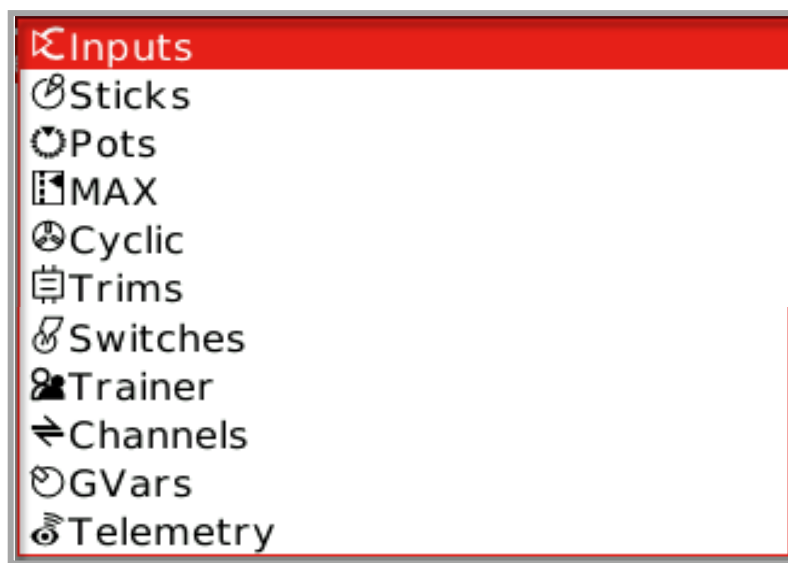 Inputs
Sticks
Pots
MAX
Cyclic
Trims
Switches
Trainer
Channels
GVars
Telemetry